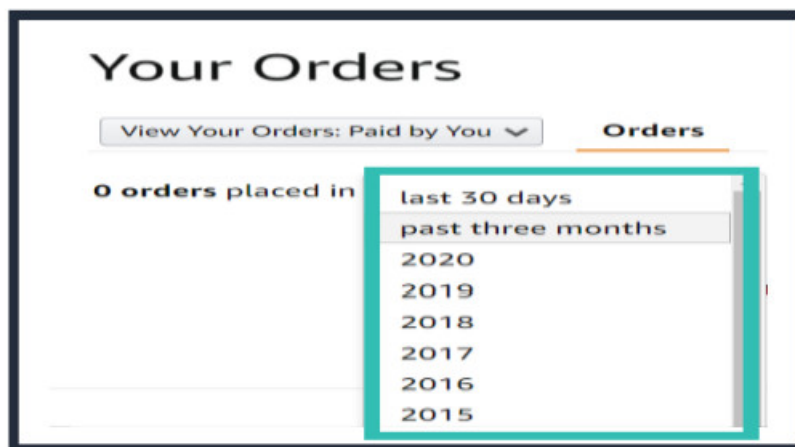 Your Orders
View Your Orders: Paid by You Orders
0 orders placed in
last 30 days
past three months
2020
2019
2018
2017
2016
2015